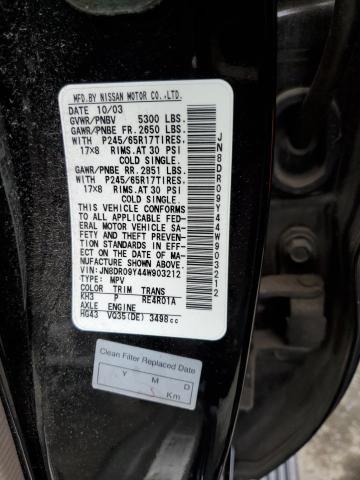 MFD.BY NISSAN MOTOR CO.,LTD.
DATE 10/03
GVWR/PNBV 5300 LBS.
GAWR/PNBE FR. 2650 LBS.
WITH P245/65R17TIRES,
17×8 RIMS.AT 30 PSI
COLD SINGLE.
GAWR/PNBE RR. 2851 LBS.
WITH P245/65R17TIRES,
17×8 RIMS.AT 30 PSI
COLD SINGLE.
THIS VEHICLE CONFORMS
TO ALL APPLICABLE FED-
ERAL MOTOR VEHICLE SA-
FETY AND THEFT PREVEN-
TION STANDARDS IN EFF-
ECT ON THE DATE OF MA-
NUFACTURE SHOWN ABOVE.
VIN: JN8DR09Y44W903212
TYPE: MPV
COLOR TRIM TRANS
KH3 P RE4R01A
AXLE ENGINE
HG43 VQ35(DE) 3498cc
JN8DR09Y44W903212
Clean Filter Replaced Date
Y M D
Km